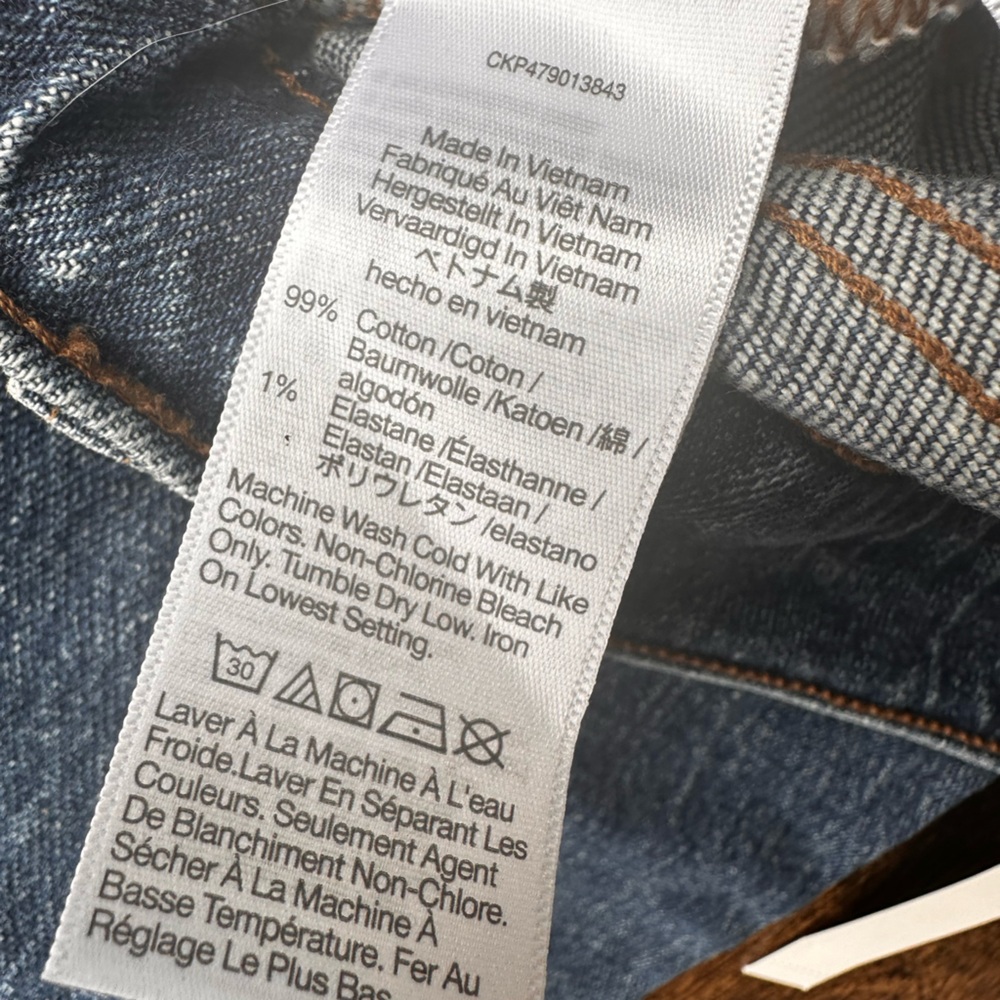 CKP479013843
Made In Vietnam
Fabriqué Au Viêt Nam
Hergestellt In Vietnam
Vervaardigd In Vietnam
ベトナム製
hecho en vietnam
99% Cotton /Coton /
Baumwolle /Katoen /綿 /
algodón
1% Elastane /Élasthanne /
Elastan /Elastaan /
ポリウレタン /elastano
Machine Wash Cold With Like
Colors. Non-Chlorine Bleach
Only. Tumble Dry Low. Iron
On Lowest Setting.
30
Laver À La Machine À L'eau
Froide.Laver En Séparant Les
Couleurs. Seulement Agent
De Blanchiment Non-Chlore.
Sécher À La Machine À
Basse Température. Fer Au
Réglage Le Plus Bas